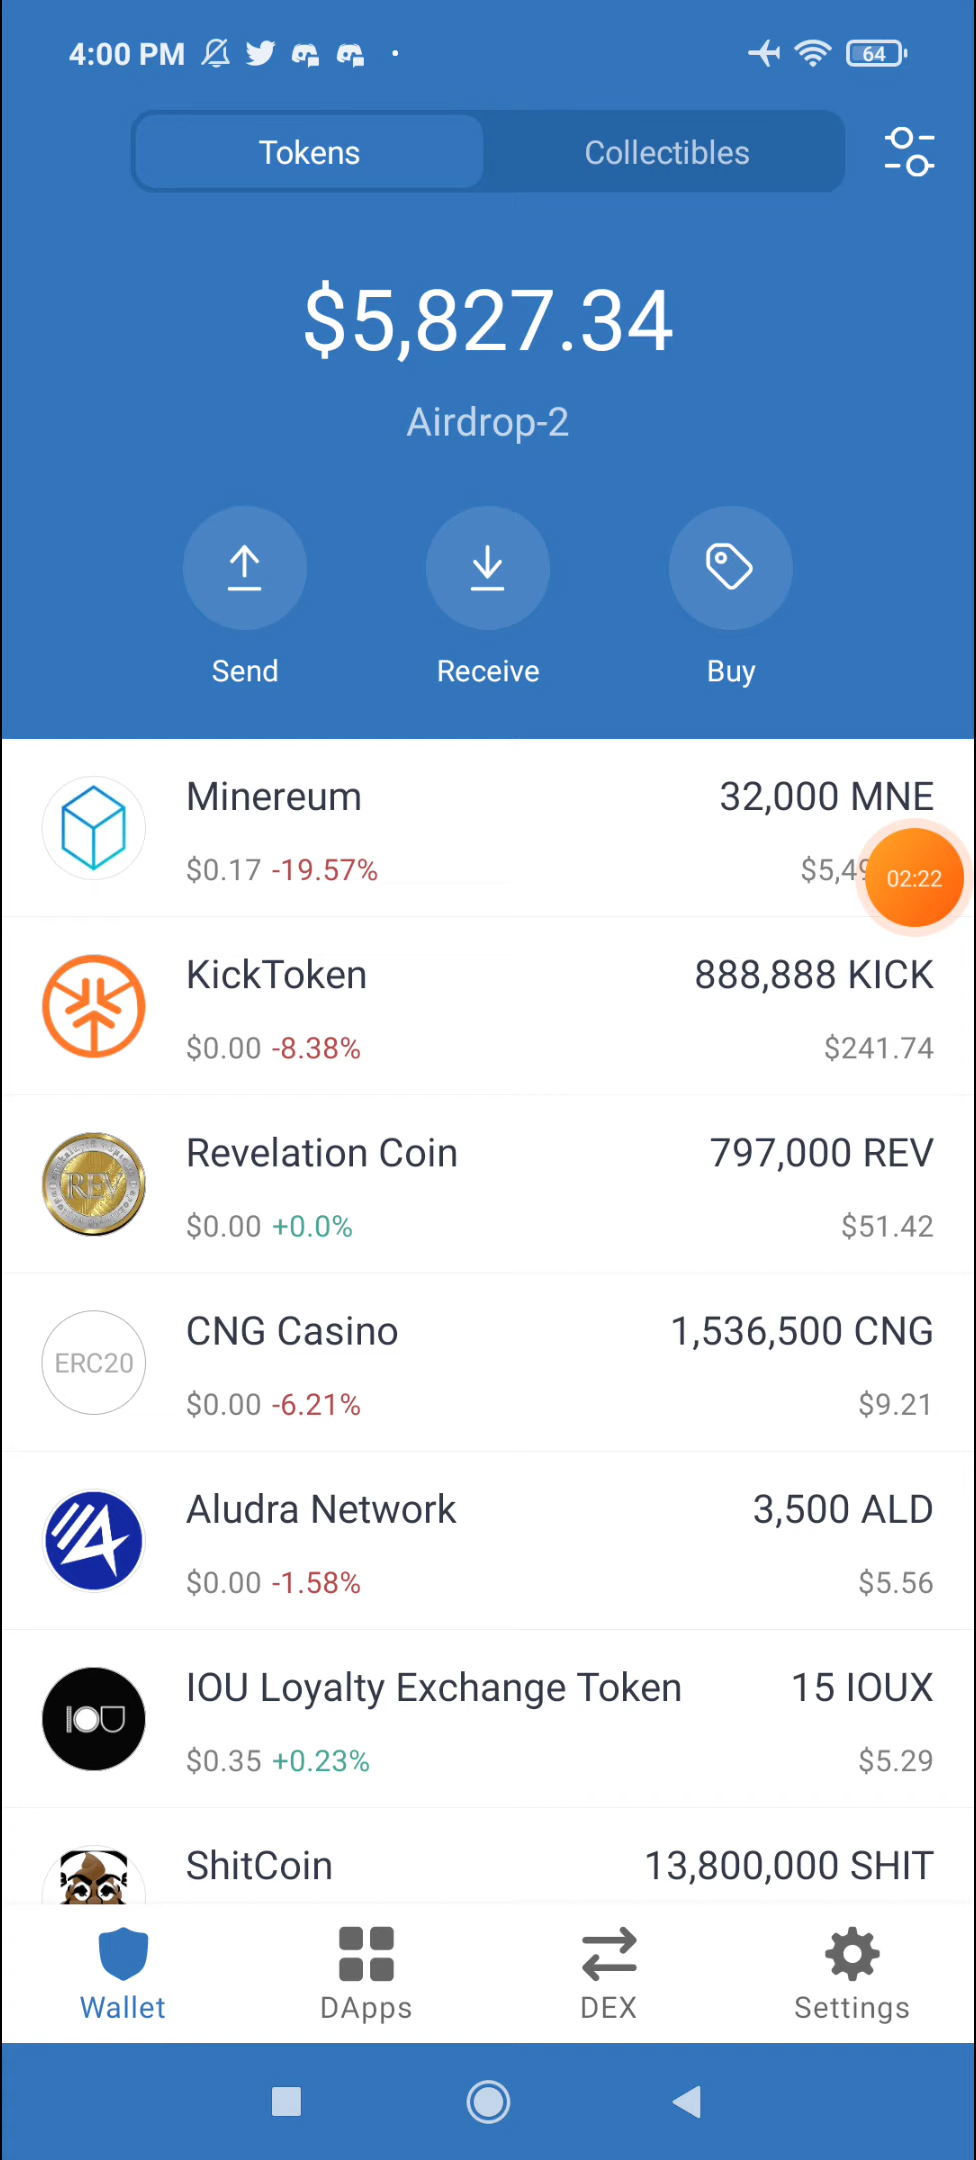 4:00 PM 64
Tokens Collectibles
$5,827.34
Airdrop-2
Send Receive Buy
Minereum 32,000 MNE
$0.17 -19.57% $5,49
02:22
KickToken 888,888 KICK
$0.00 -8.38% $241.74
REV
Revelation Coin 797,000 REV
$0.00 +0.0% $51.42
ERC20
CNG Casino 1,536,500 CNG
$0.00 -6.21% $9.21
Aludra Network 3,500 ALD
$0.00 -1.58% $5.56
IOU
IOU Loyalty Exchange Token 15 IOUX
$0.35 +0.23% $5.29
ShitCoin 13,800,000 SHIT
Wallet DApps DEX Settings